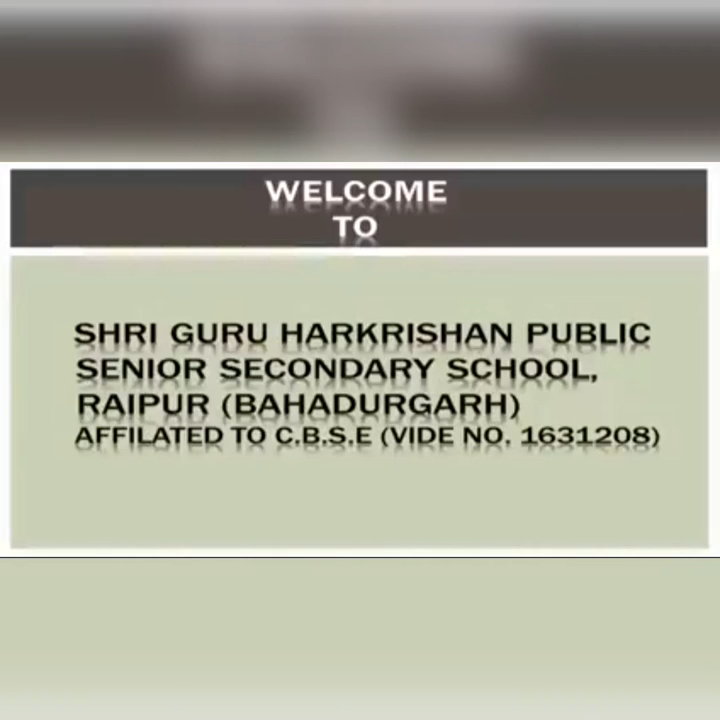 WELCOME
TO
SHRI GURU HARKRISHAN PUBLIC
SENIOR SECONDARY SCHOOL,
RAIPUR (BAHADURGARH)
AFFILATED TO C.B.S.E (VIDE NO. 1631208)